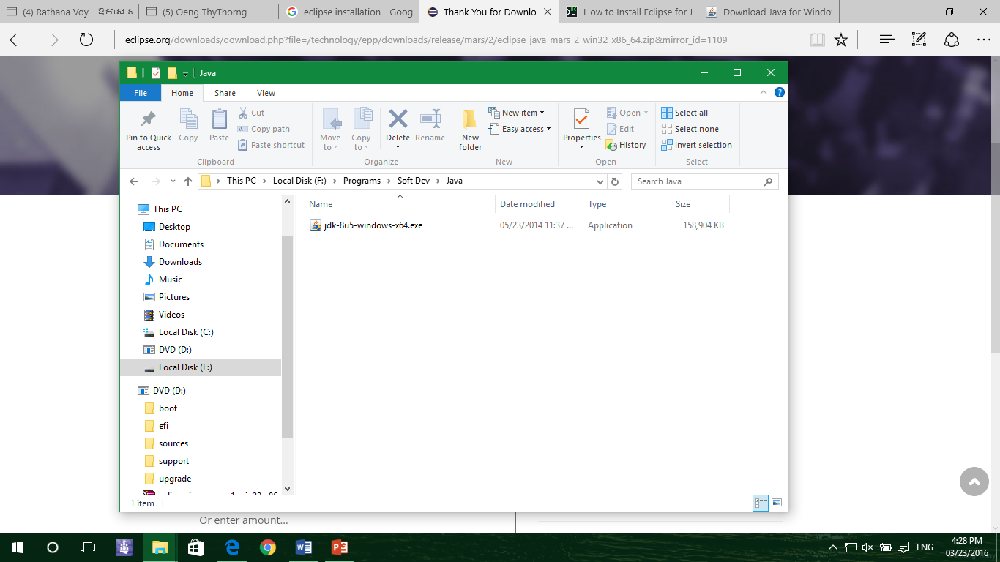 (4) Rathana Voy - ឱកាស ត
(5) Oeng ThyThorng
eclipse installation - Goog
Thank You for Downlo
How to Install Eclipse for J
Download Java for Window
eclipse.org/downloads/download.php?file=/technology/epp/downloads/release/mars/2/eclipse-java-mars-2-win32-x86_64.zip&mirror_id=1109
Java
File Home Share View
Pin to Quick access
Copy
Paste
Cut
Copy path
Paste shortcut
Clipboard
Move to
Copy to
Delete
Rename
Organize
New folder
New item
Easy access
New
Properties
Open
Edit
History
Open
Select all
Select none
Invert selection
Select
This PC > Local Disk (F:) > Programs > Soft Dev > Java
Search Java
Name Date modified Type Size
jdk-8u5-windows-x64.exe 05/23/2014 11:37 ... Application 158,904 KB
This PC
Desktop
Documents
Downloads
Music
Pictures
Videos
Local Disk (C:)
DVD (D:)
Local Disk (F:)
DVD (D:)
boot
efi
sources
support
upgrade
1 item
Or enter amount...
ENG
4:28 PM
03/23/2016